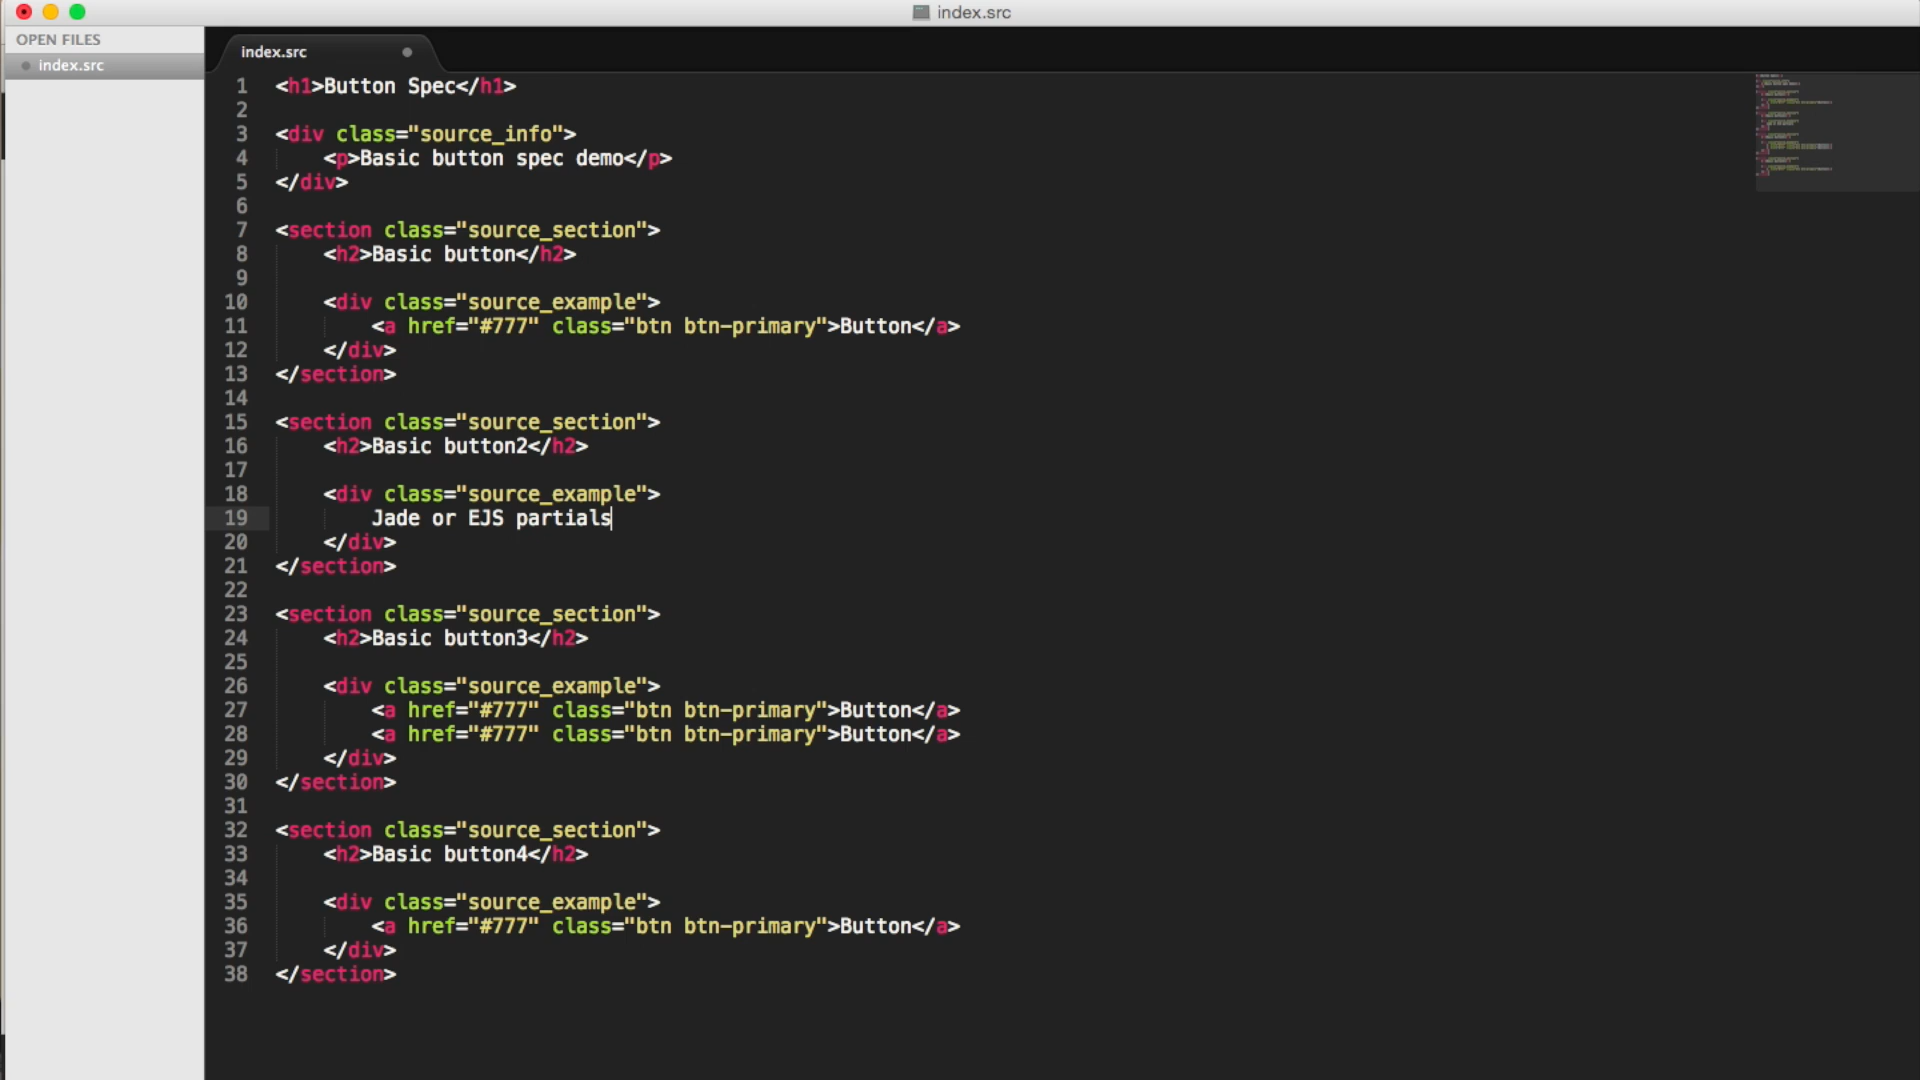 index.src
OPEN FILES
index.src
index.src
1 <h1>Button Spec</h1>
2
3 <div class="source_info">
4     <p>Basic button spec demo</p>
5 </div>
6
7 <section class="source_section">
8     <h2>Basic button</h2>
9
10     <div class="source_example">
11         <a href="#777" class="btn btn-primary">Button</a>
12     </div>
13 </section>
14
15 <section class="source_section">
16     <h2>Basic button2</h2>
17
18     <div class="source_example">
19         Jade or EJS partials
20     </div>
21 </section>
22
23 <section class="source_section">
24     <h2>Basic button3</h2>
25
26     <div class="source_example">
27         <a href="#777" class="btn btn-primary">Button</a>
28         <a href="#777" class="btn btn-primary">Button</a>
29     </div>
30 </section>
31
32 <section class="source_section">
33     <h2>Basic button4</h2>
34
35     <div class="source_example">
36         <a href="#777" class="btn btn-primary">Button</a>
37     </div>
38 </section>